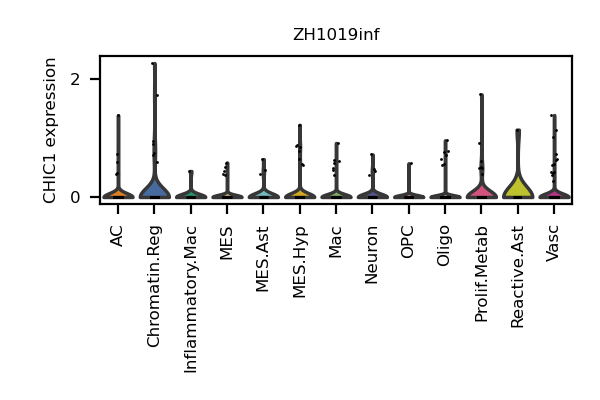 ZH1019inf
CHIC1 expression
2
0
AC
Chromatin.Reg
Inflammatory.Mac
MES
MES.Ast
MES.Hyp
Mac
Neuron
OPC
Oligo
Prolif.Metab
Reactive.Ast
Vasc